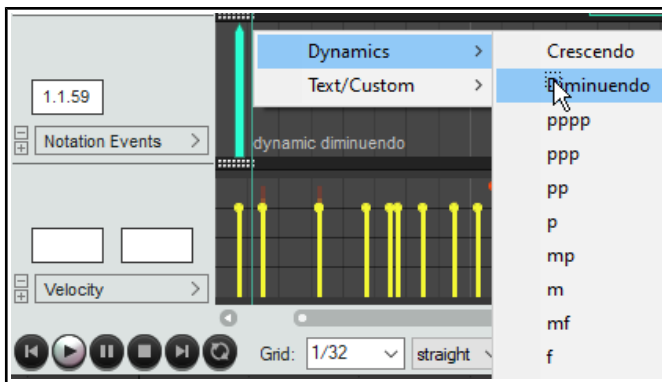 Dynamics >
Text/Custom >
Crescendo
Diminuendo
pppp
ppp
pp
p
mp
m
mf
f
1.1.59
Notation Events >
dynamic diminuendo
Velocity >
Grid: 1/32 straight